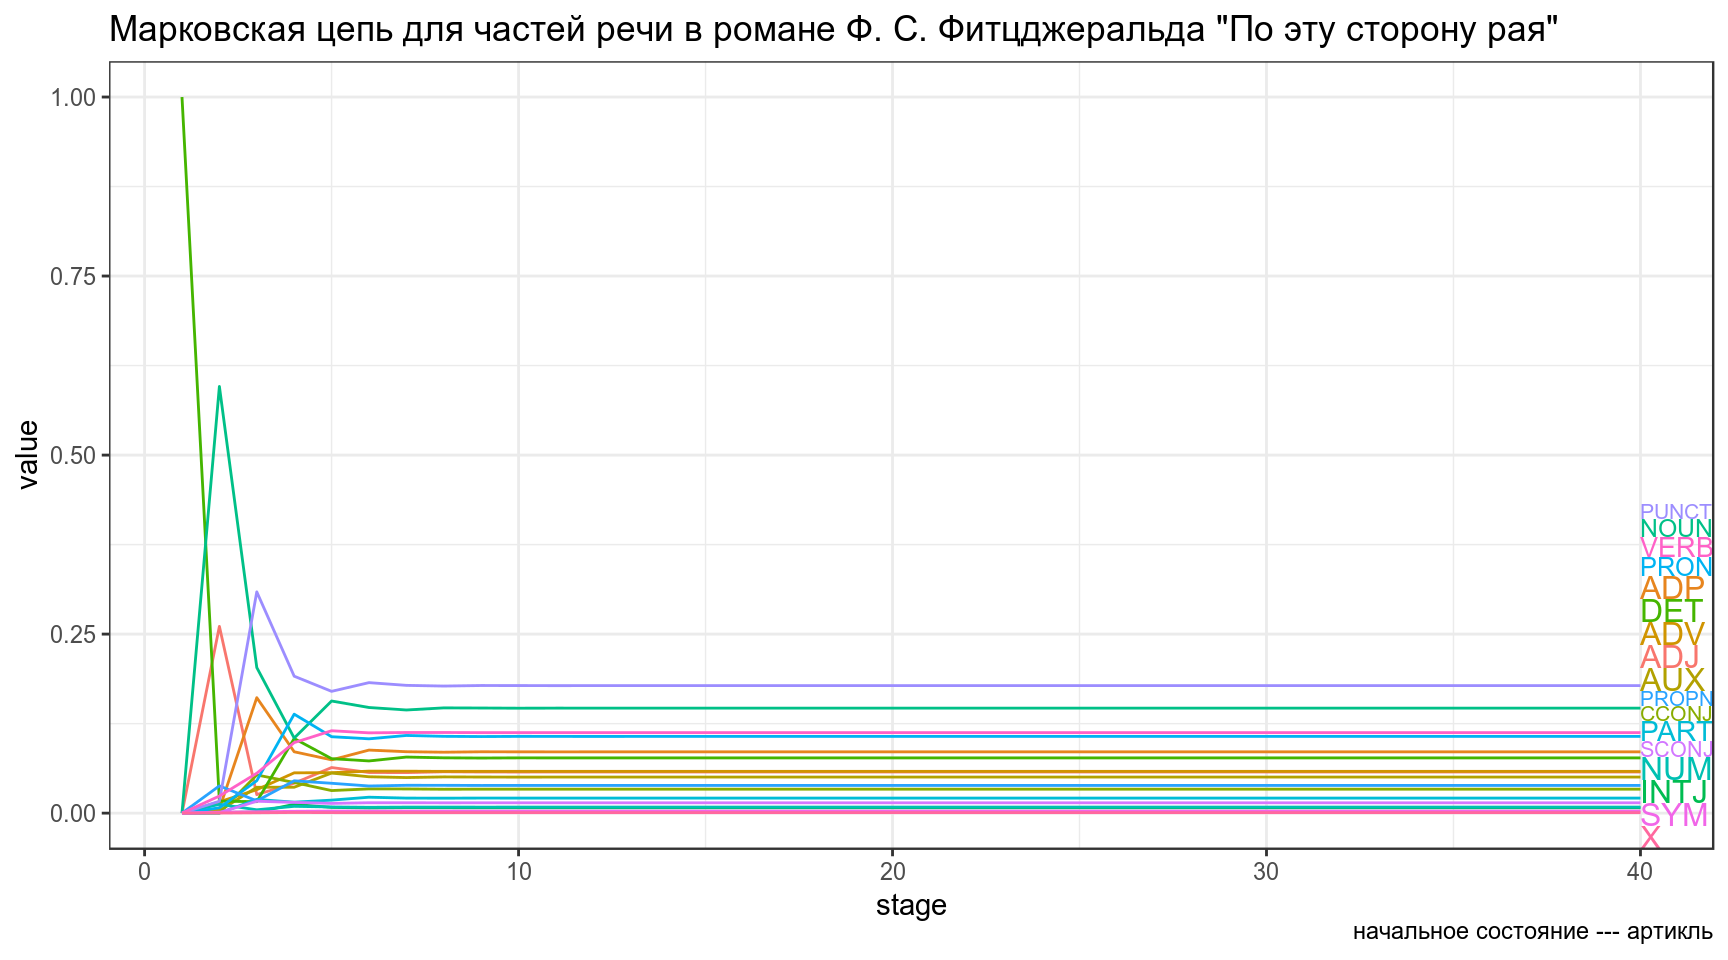 Марковская цепь для частей речи в романе Ф. С. Фитцджеральда "По эту сторону рая"
1.00
0.75
0.50
0.25
0.00
value
PUNCT
NOUN
VERB
PRON
ADP
DET
ADV
ADJ
AUX
PROPN
CCONJ
PART
SCONJ
NUM
INTJ
SYM
X
0 10 20 30 40
stage
начальное состояние --- артикль